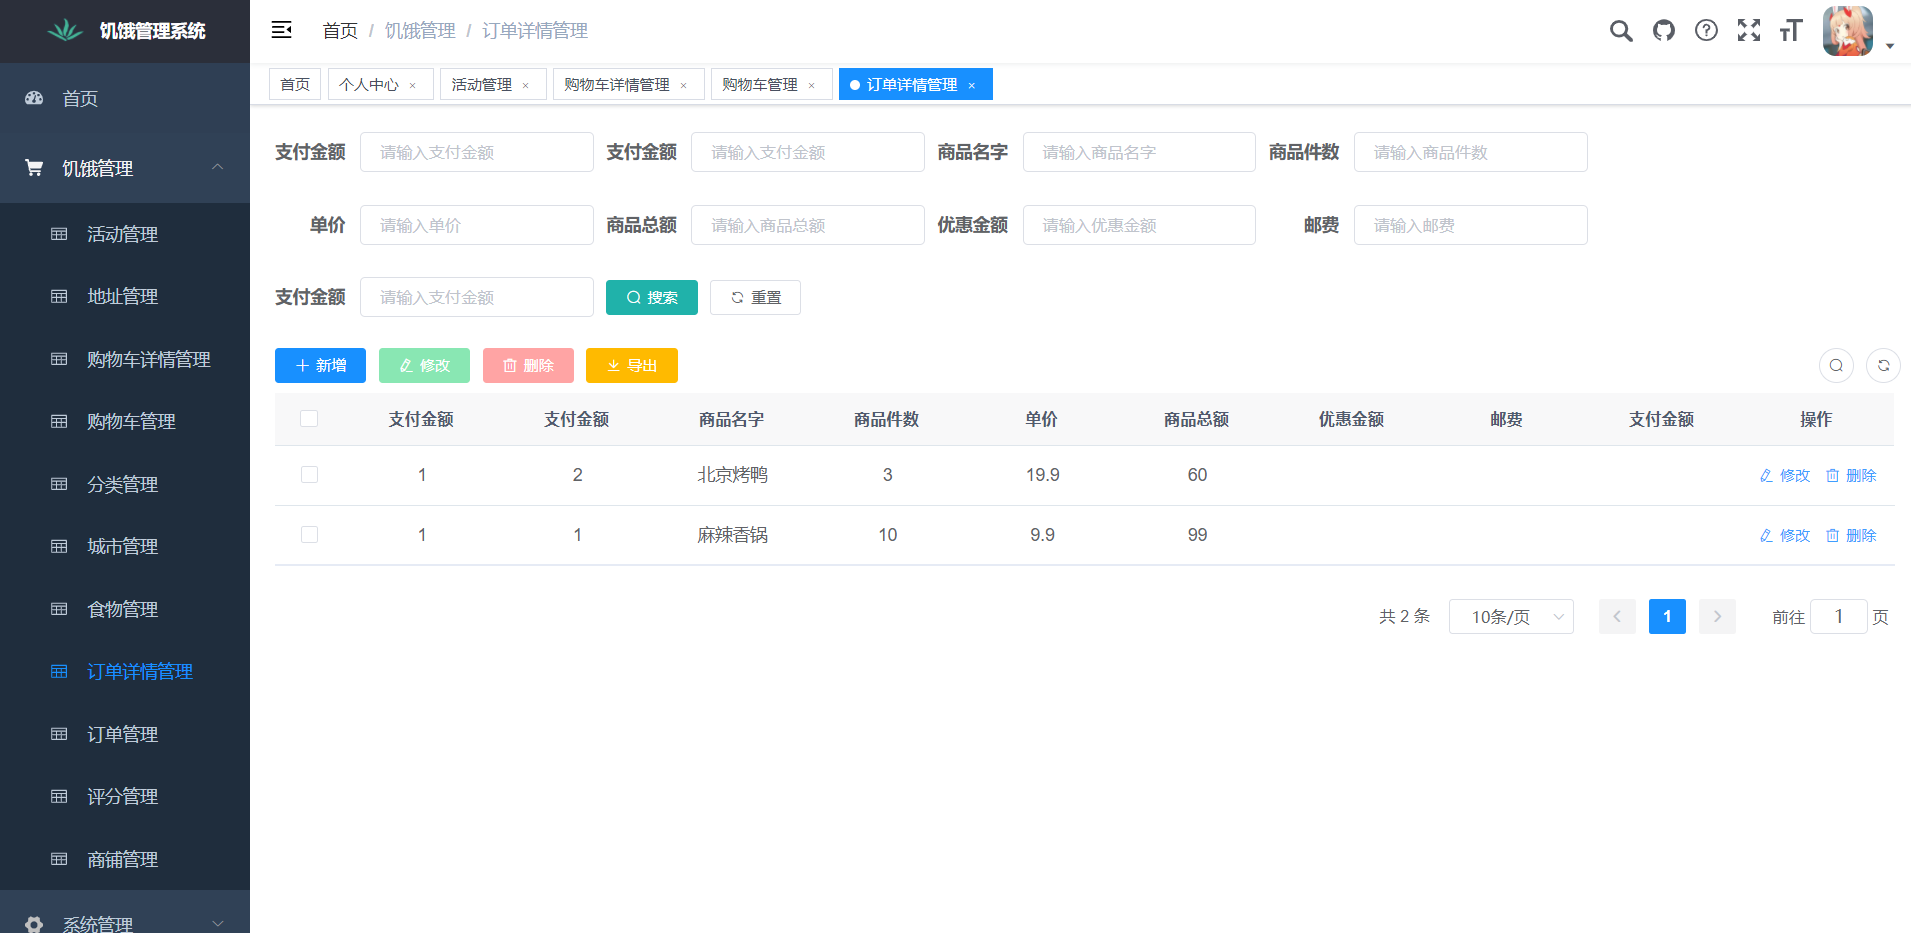 饥饿管理系统
首页 / 饥饿管理 / 订单详情管理
首页 个人中心 × 活动管理 × 购物车详情管理 × 购物车管理 × 订单详情管理 ×
首页
饥饿管理
活动管理
地址管理
购物车详情管理
购物车管理
分类管理
城市管理
食物管理
订单详情管理
订单管理
评分管理
商铺管理
系统管理
支付金额 请输入支付金额 支付金额 请输入支付金额 商品名字 请输入商品名字 商品件数 请输入商品件数
单价 请输入单价 商品总额 请输入商品总额 优惠金额 请输入优惠金额 邮费 请输入邮费
支付金额 请输入支付金额 搜索 重置
新增 修改 删除 导出
支付金额 支付金额 商品名字 商品件数 单价 商品总额 优惠金额 邮费 支付金额 操作
1 2 北京烤鸭 3 19.9 60 修改 删除
1 1 麻辣香锅 10 9.9 99 修改 删除
共 2 条 10条/页 1 前往 1 页